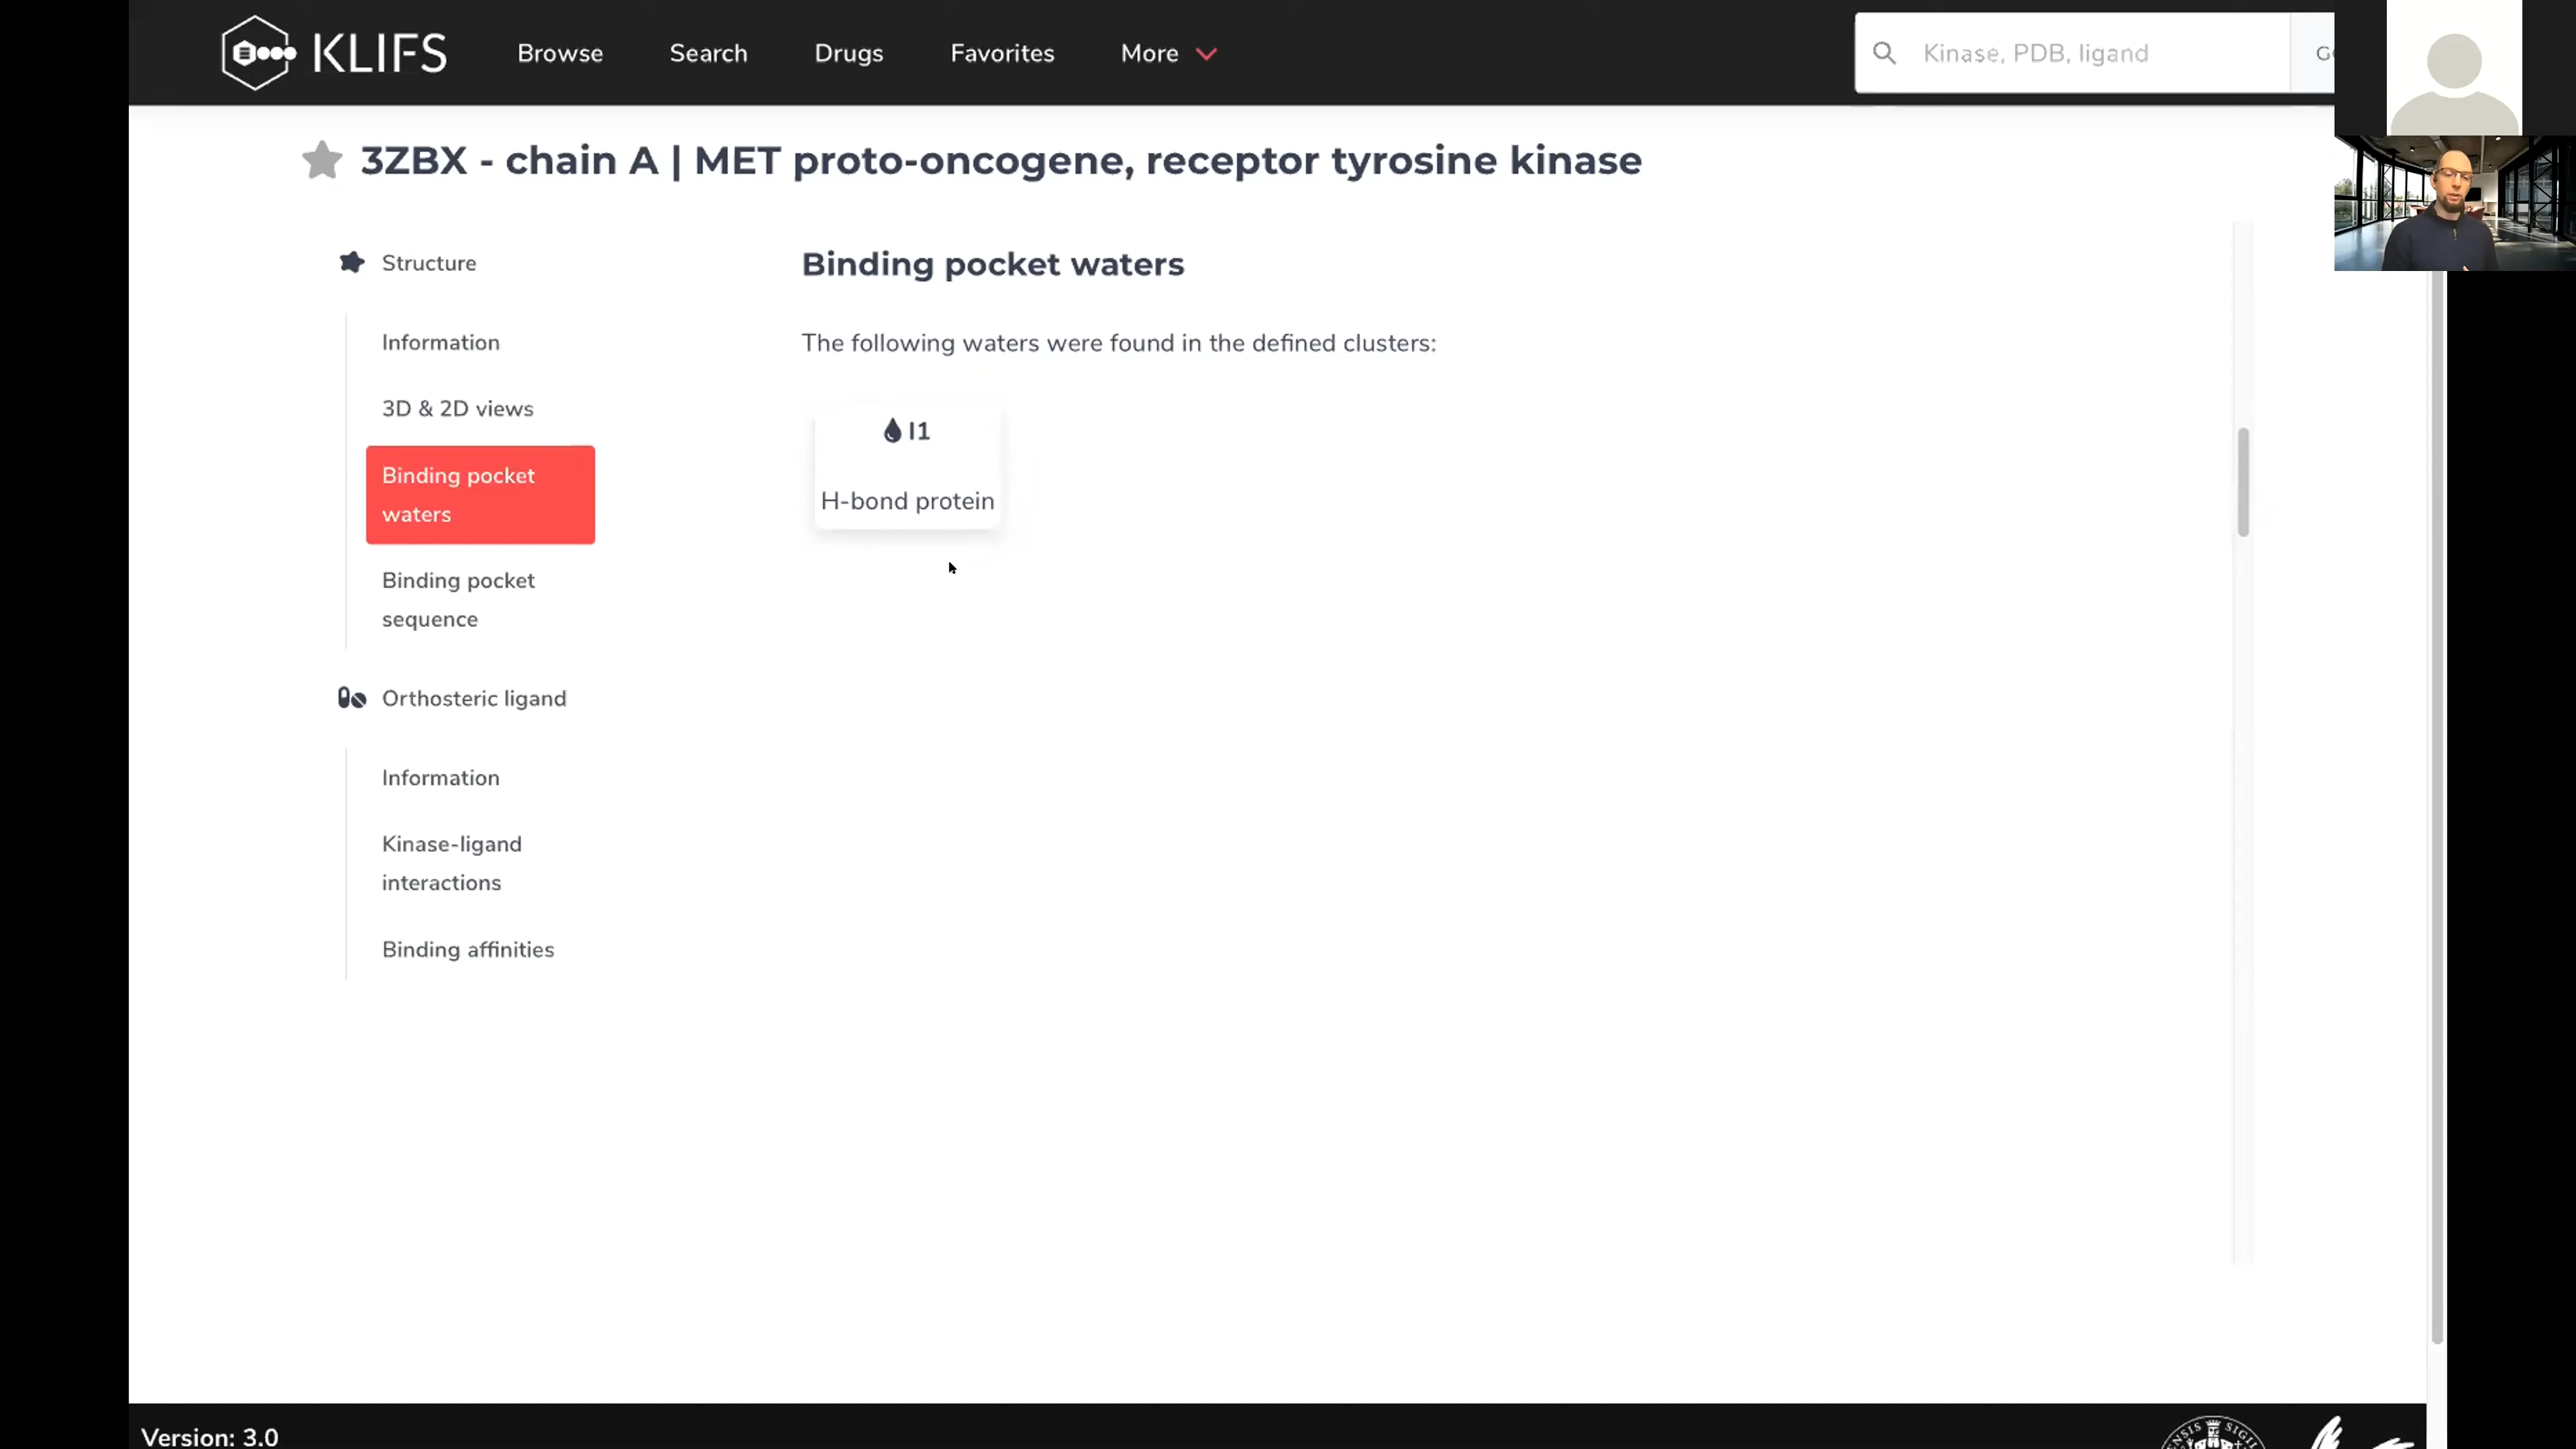 KLIFS Browse Search Drugs Favorites More Kinase, PDB, ligand
3ZBX - chain A | MET proto-oncogene, receptor tyrosine kinase
Structure
Information
3D & 2D views
Binding pocket
waters
Binding pocket
sequence
Orthosteric ligand
Information
Kinase-ligand
interactions
Binding affinities
Binding pocket waters
The following waters were found in the defined clusters:
I1
H-bond protein
Version: 3.0